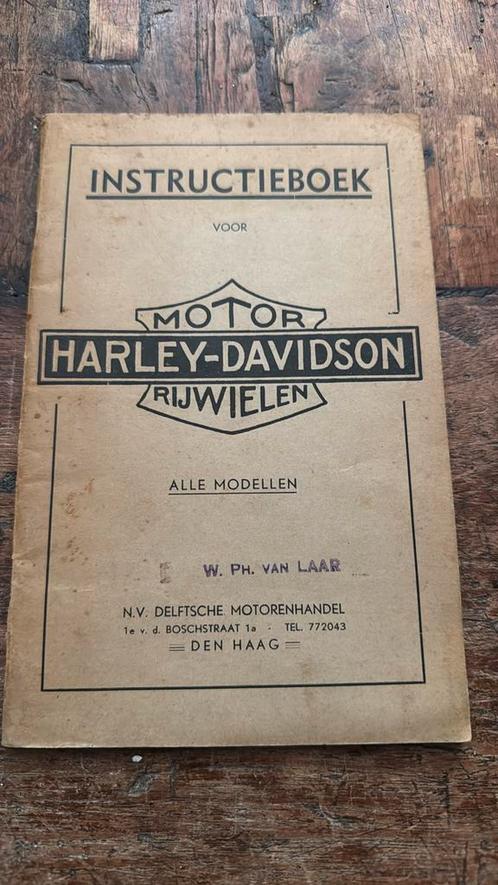 INSTRUCTIEBOEK
VOOR
MOTOR
HARLEY-DAVIDSON
RIJWIELEN
ALLE MODELLEN
W. PH. VAN LAAR
N.V. DELFTSCHE MOTORENHANDEL
1e v. d. BOSCHSTRAAT 1a - TEL. 772043
DEN HAAG